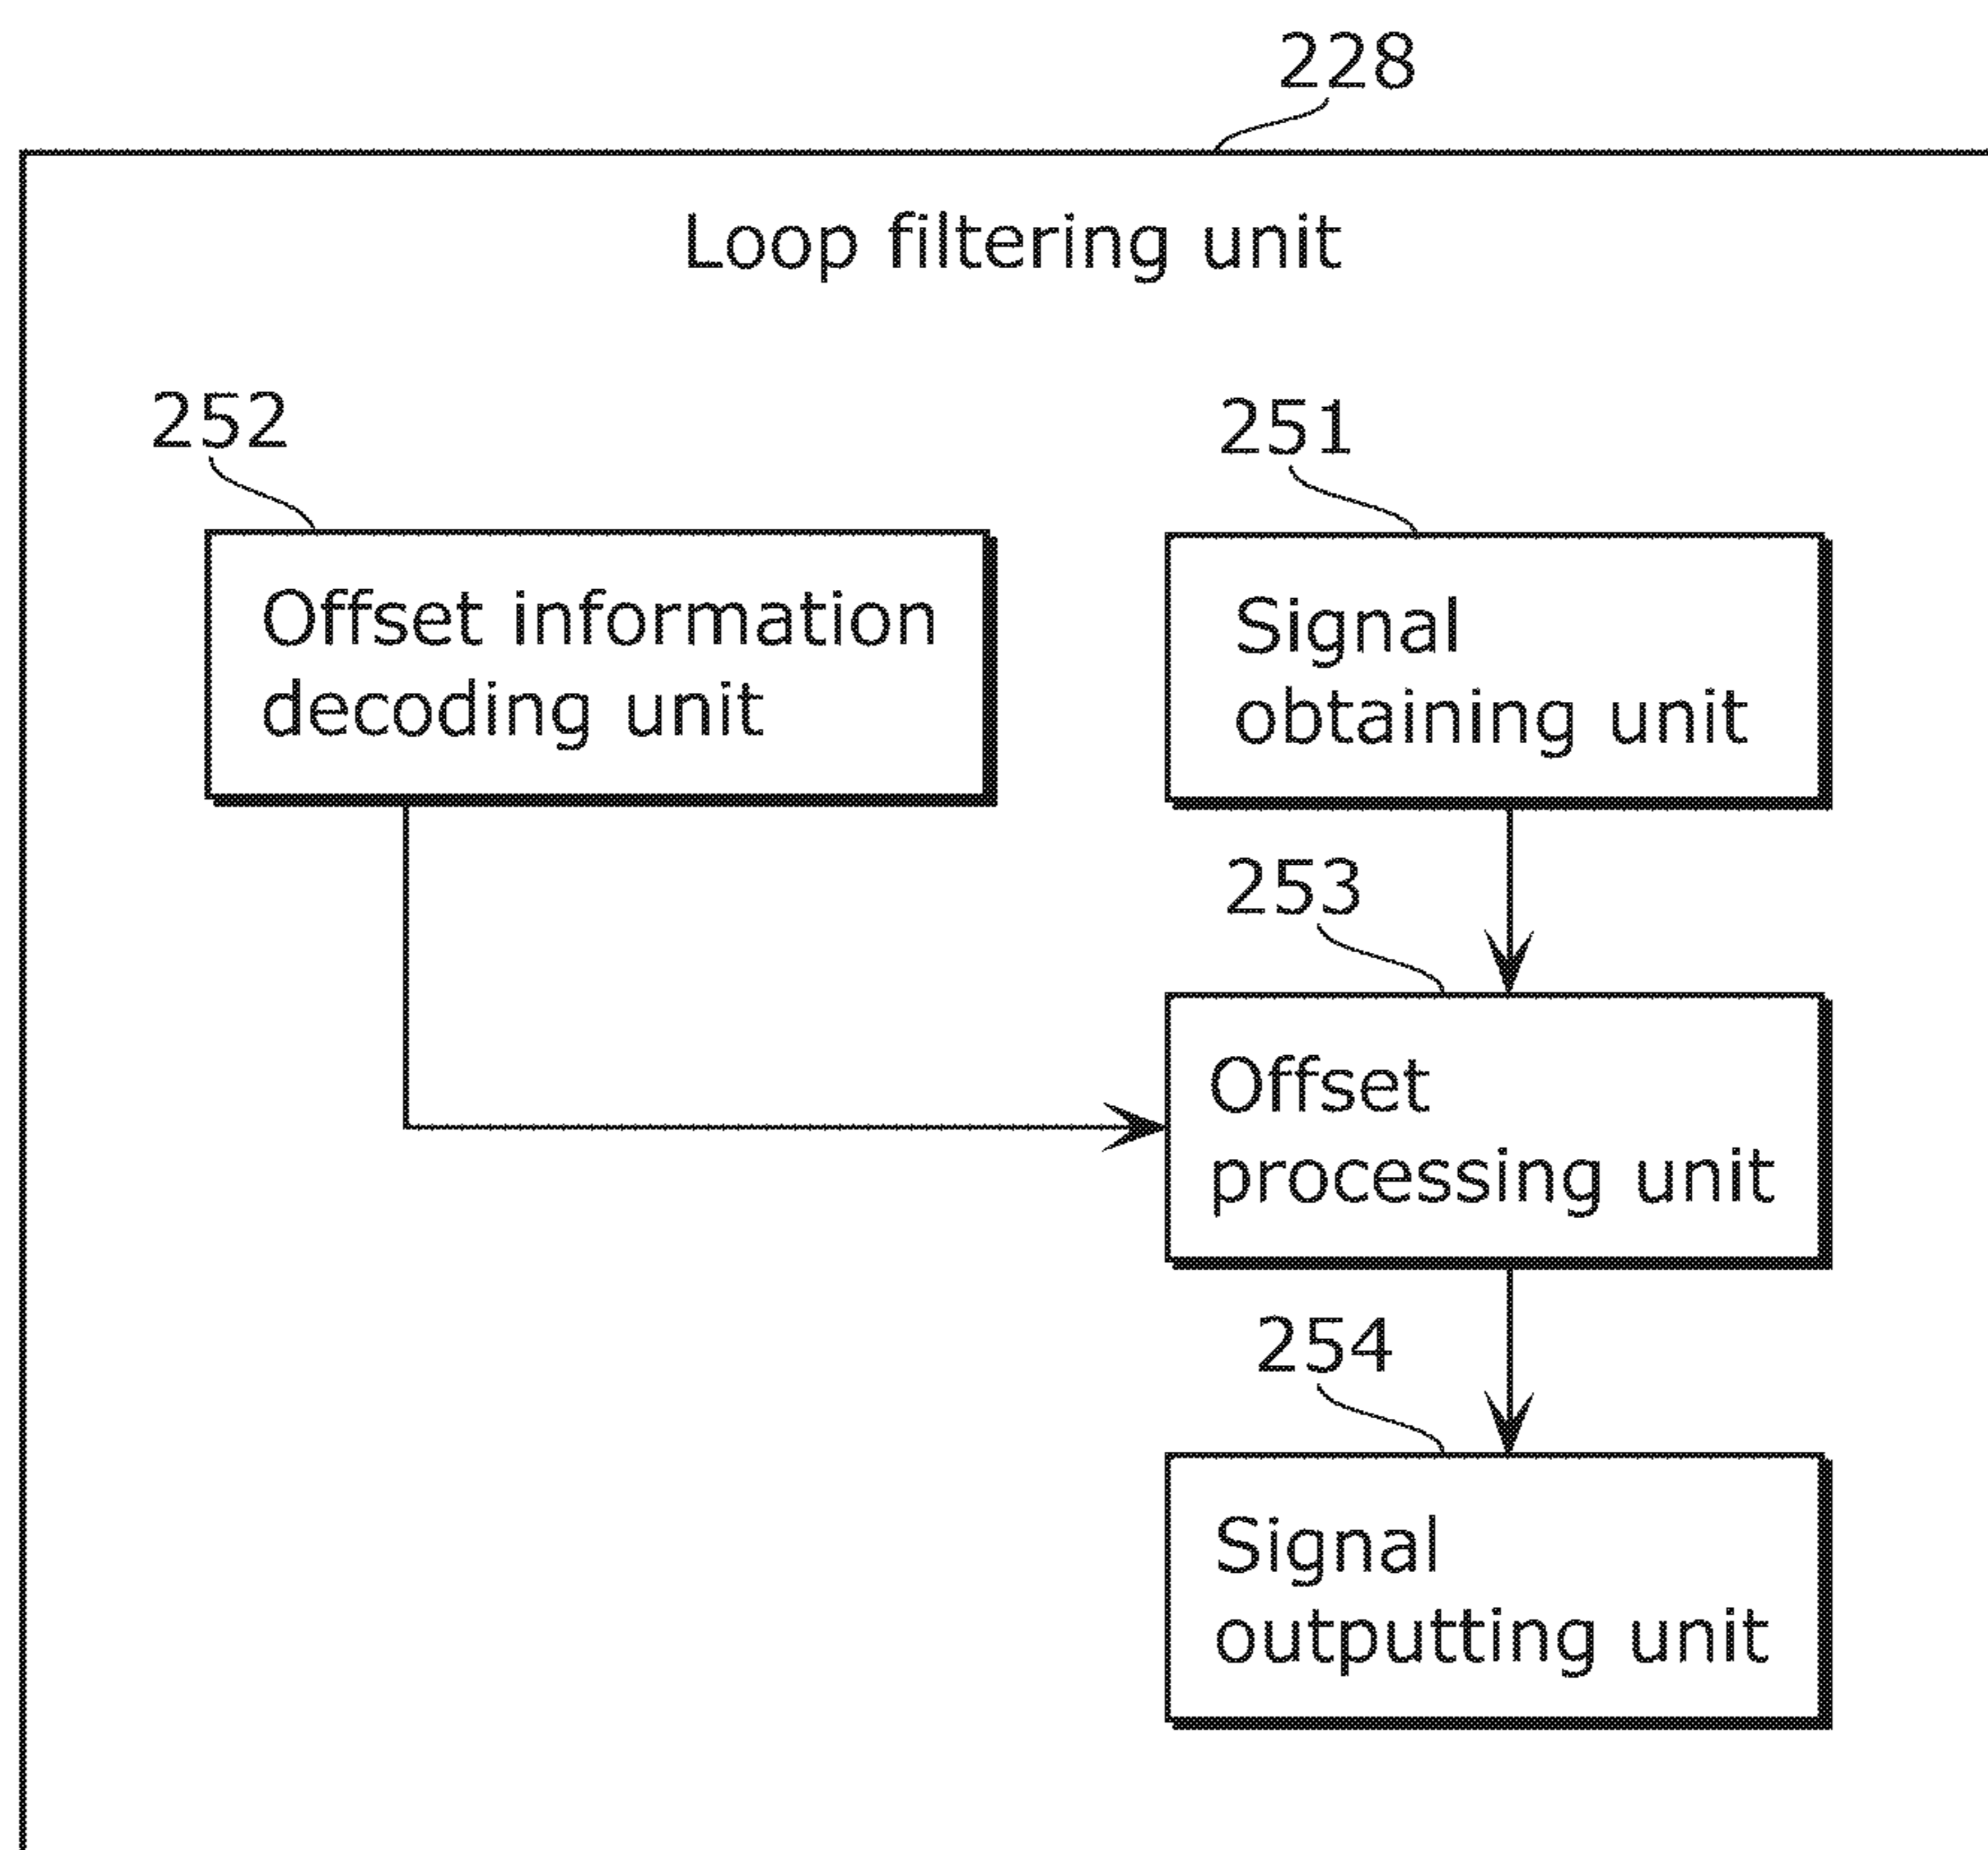 228
Loop filtering unit
252
251
Offset information
decoding unit
Signal
obtaining unit
253
Offset
processing unit
254
Signal
outputting unit